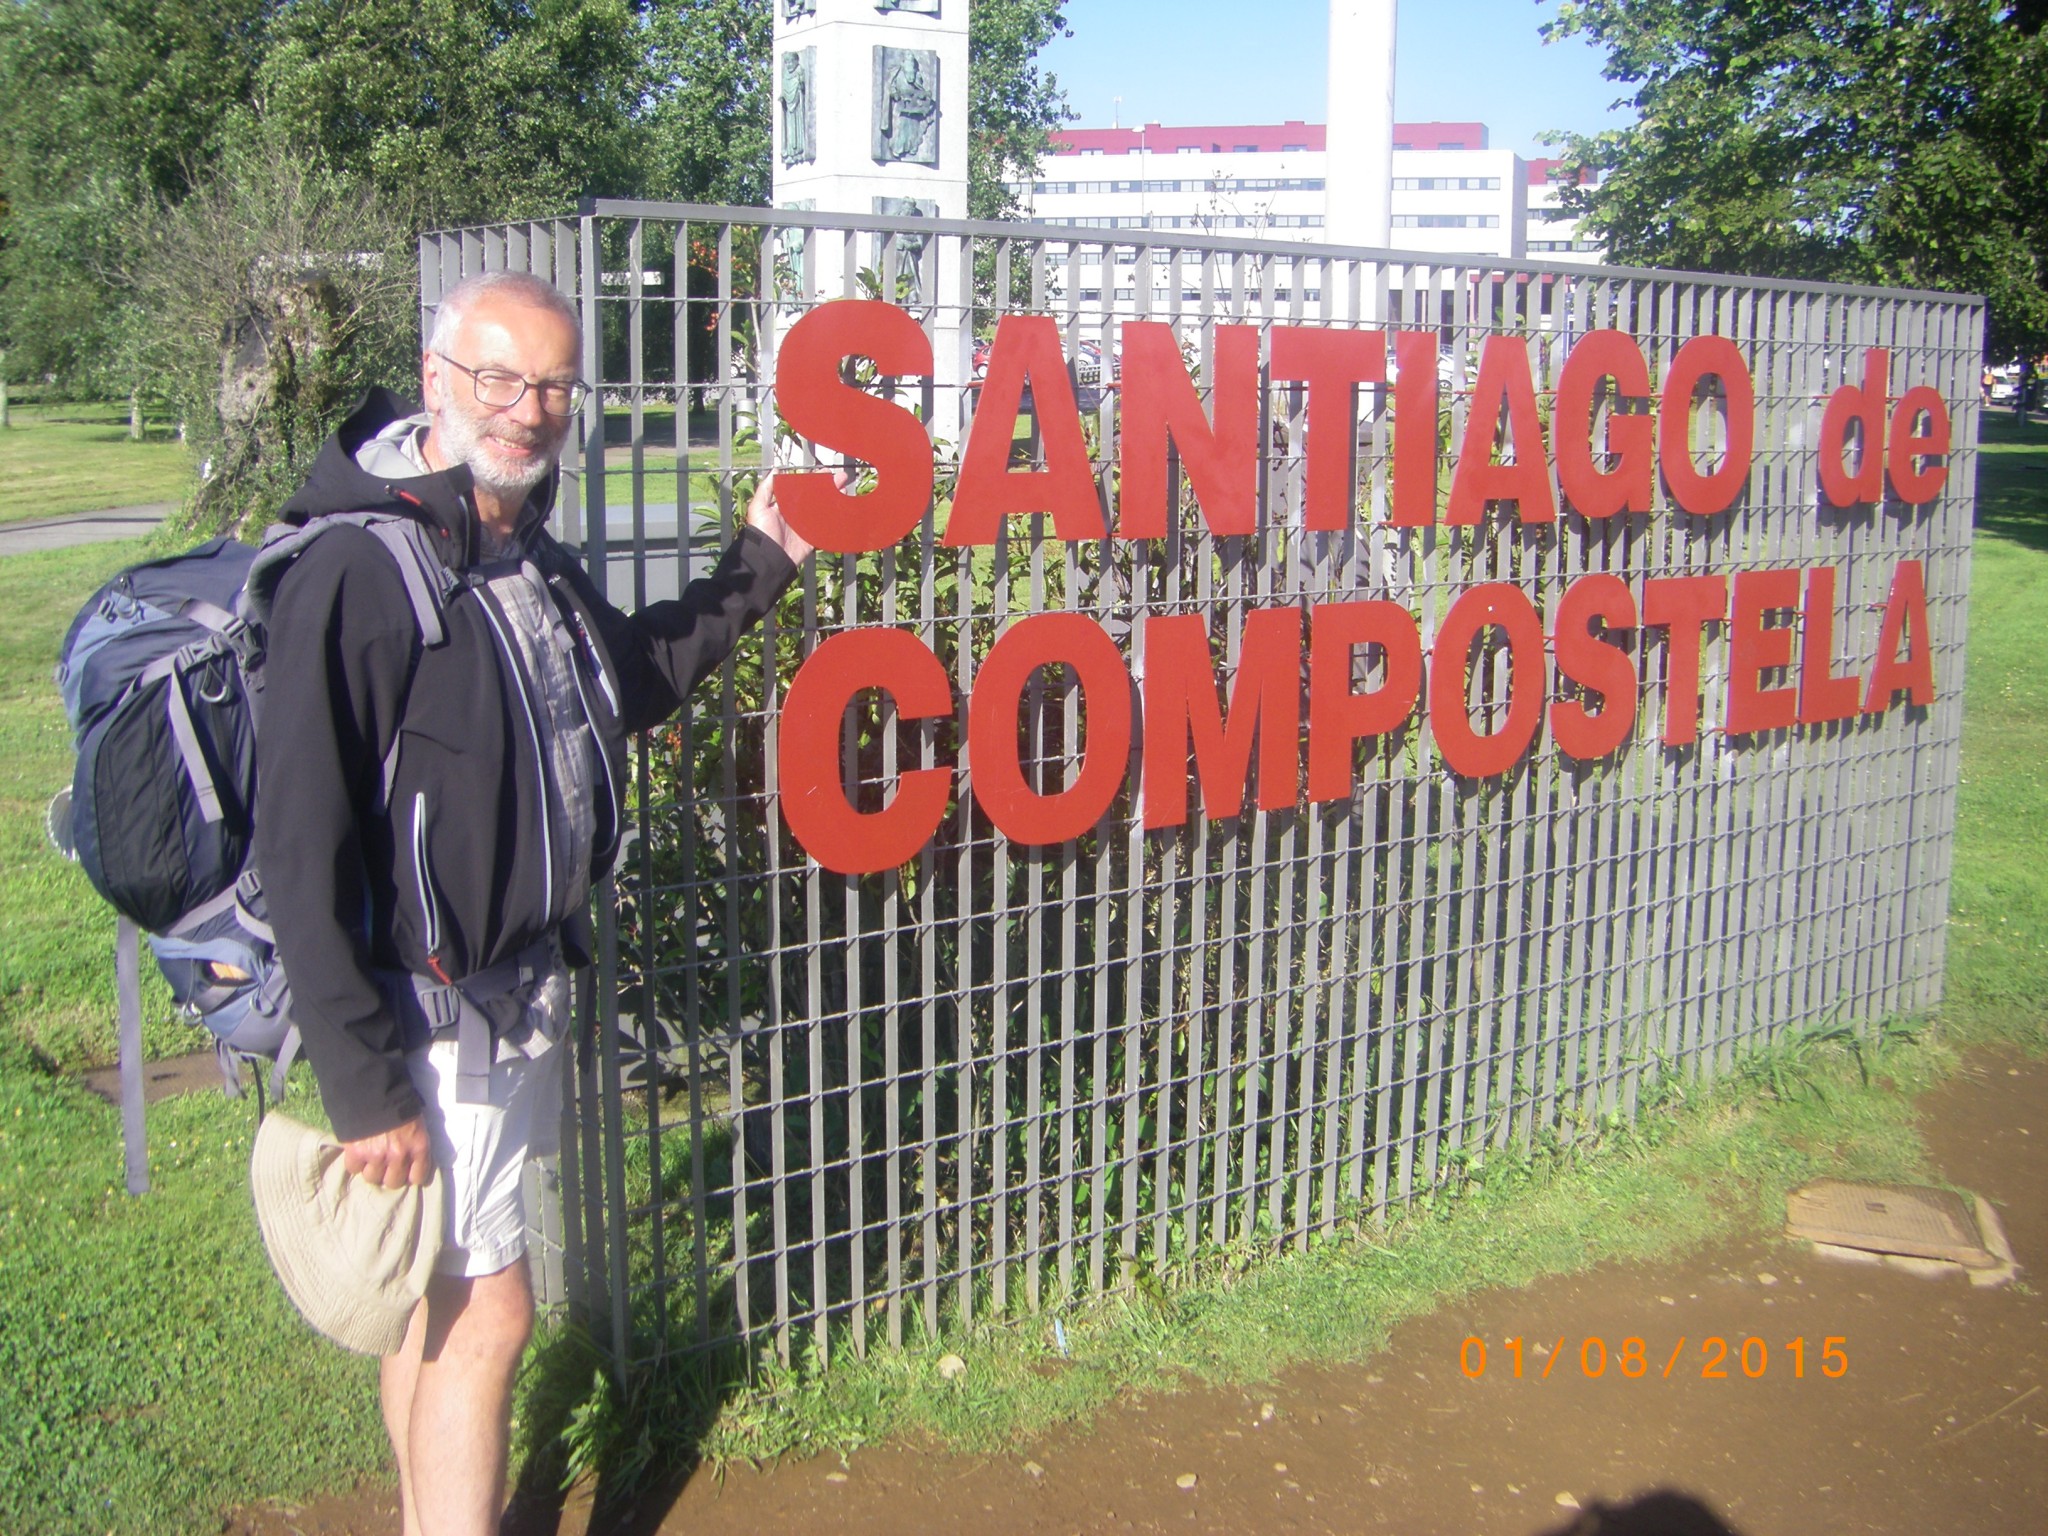 SANTIAGO de
COMPOSTELA
01/08/2015